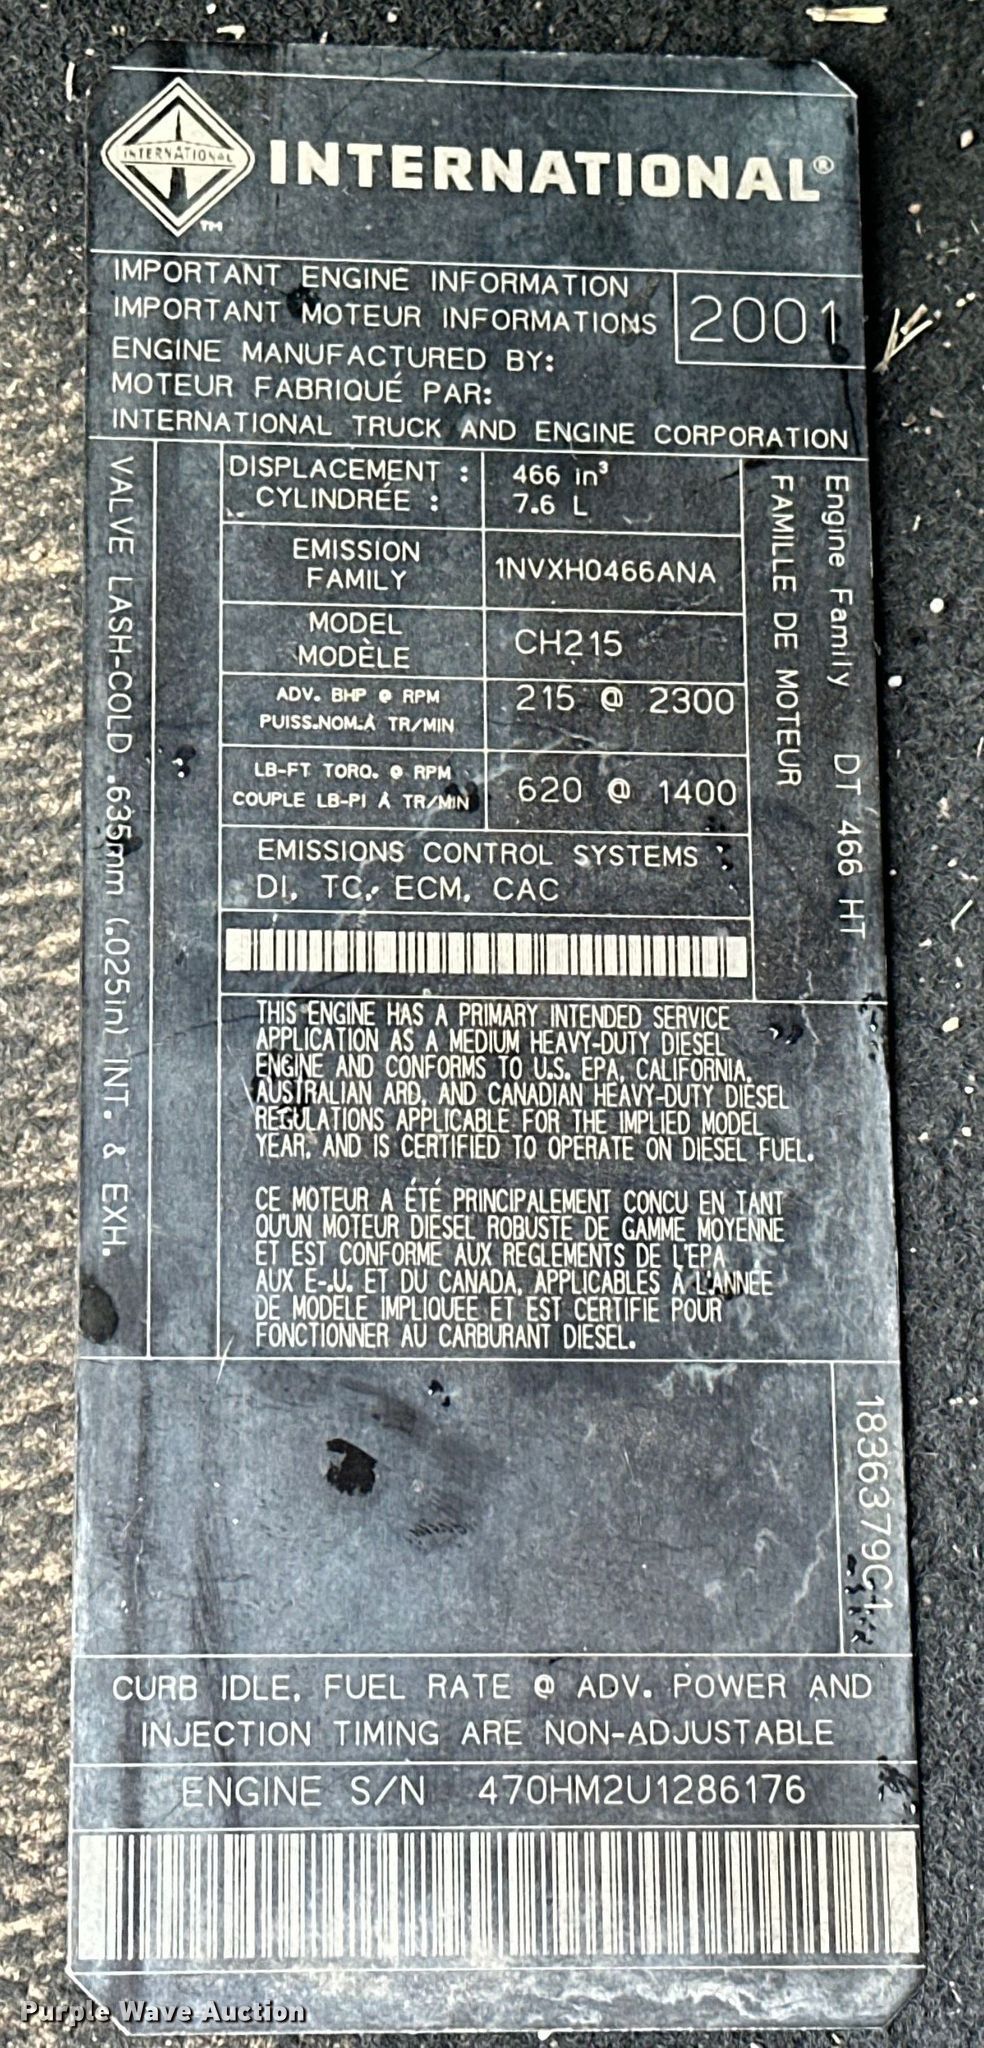 INTERNATIONAL
TM
INTERNATIONAL®
IMPORTANT ENGINE INFORMATION
IMPORTANT MOTEUR INFORMATIONS
2001
ENGINE MANUFACTURED BY:
MOTEUR FABRIQUÉ PAR:
INTERNATIONAL TRUCK AND ENGINE CORPORATION
VALVE LASH-COLD .635mm (.025in) INT. & EXH.
DISPLACEMENT : 466 in³
CYLINDRÉE : 7.6 L
EMISSION
FAMILY
1NVXH0466ANA
MODEL
MODÈLE
CH215
ADV. BHP @ RPM
PUISS.NOM.À TR/MIN
215 @ 2300
LB-FT TORQ. @ RPM
COUPLE LB-PI À TR/MIN
620 @ 1400
EMISSIONS CONTROL SYSTEMS
DI, TC, ECM, CAC
Engine Family DT 466 HT
FAMILLE DE MOTEUR
THIS ENGINE HAS A PRIMARY INTENDED SERVICE
APPLICATION AS A MEDIUM HEAVY-DUTY DIESEL
ENGINE AND CONFORMS TO U.S. EPA, CALIFORNIA,
AUSTRALIAN ARD, AND CANADIAN HEAVY-DUTY DIESEL
REGULATIONS APPLICABLE FOR THE IMPLIED MODEL
YEAR, AND IS CERTIFIED TO OPERATE ON DIESEL FUEL.
CE MOTEUR A ÉTÉ PRINCIPALEMENT CONCU EN TANT
QU'UN MOTEUR DIESEL ROBUSTE DE GAMME MOYENNE
ET EST CONFORME AUX REGLEMENTS DE L'EPA
AUX E-.U. ET DU CANADA, APPLICABLES À L'ANNÉE
DE MODELE IMPLIQUEE ET EST CERTIFIE POUR
FONCTIONNER AU CARBURANT DIESEL.
1836379C1
CURB IDLE, FUEL RATE @ ADV. POWER AND
INJECTION TIMING ARE NON-ADJUSTABLE
ENGINE S/N 470HM2U1286176
Purple Wave Auction